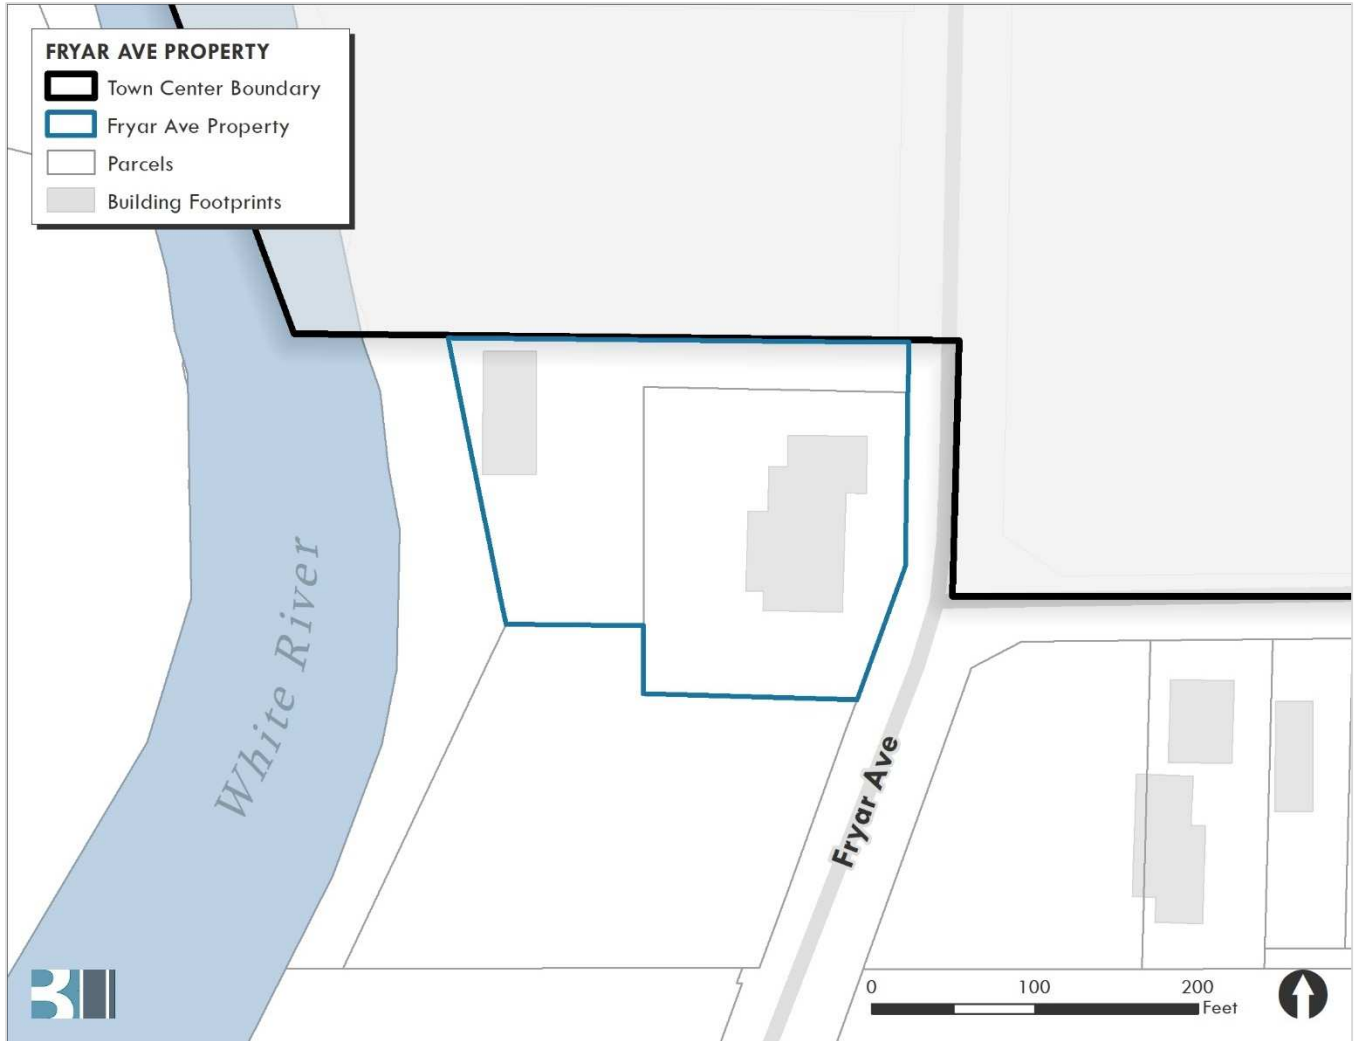 FRYAR AVE PROPERTY
Town Center Boundary
Fryar Ave Property
Parcels
Building Footprints
White River
Fryar Ave
0 100 200
Feet